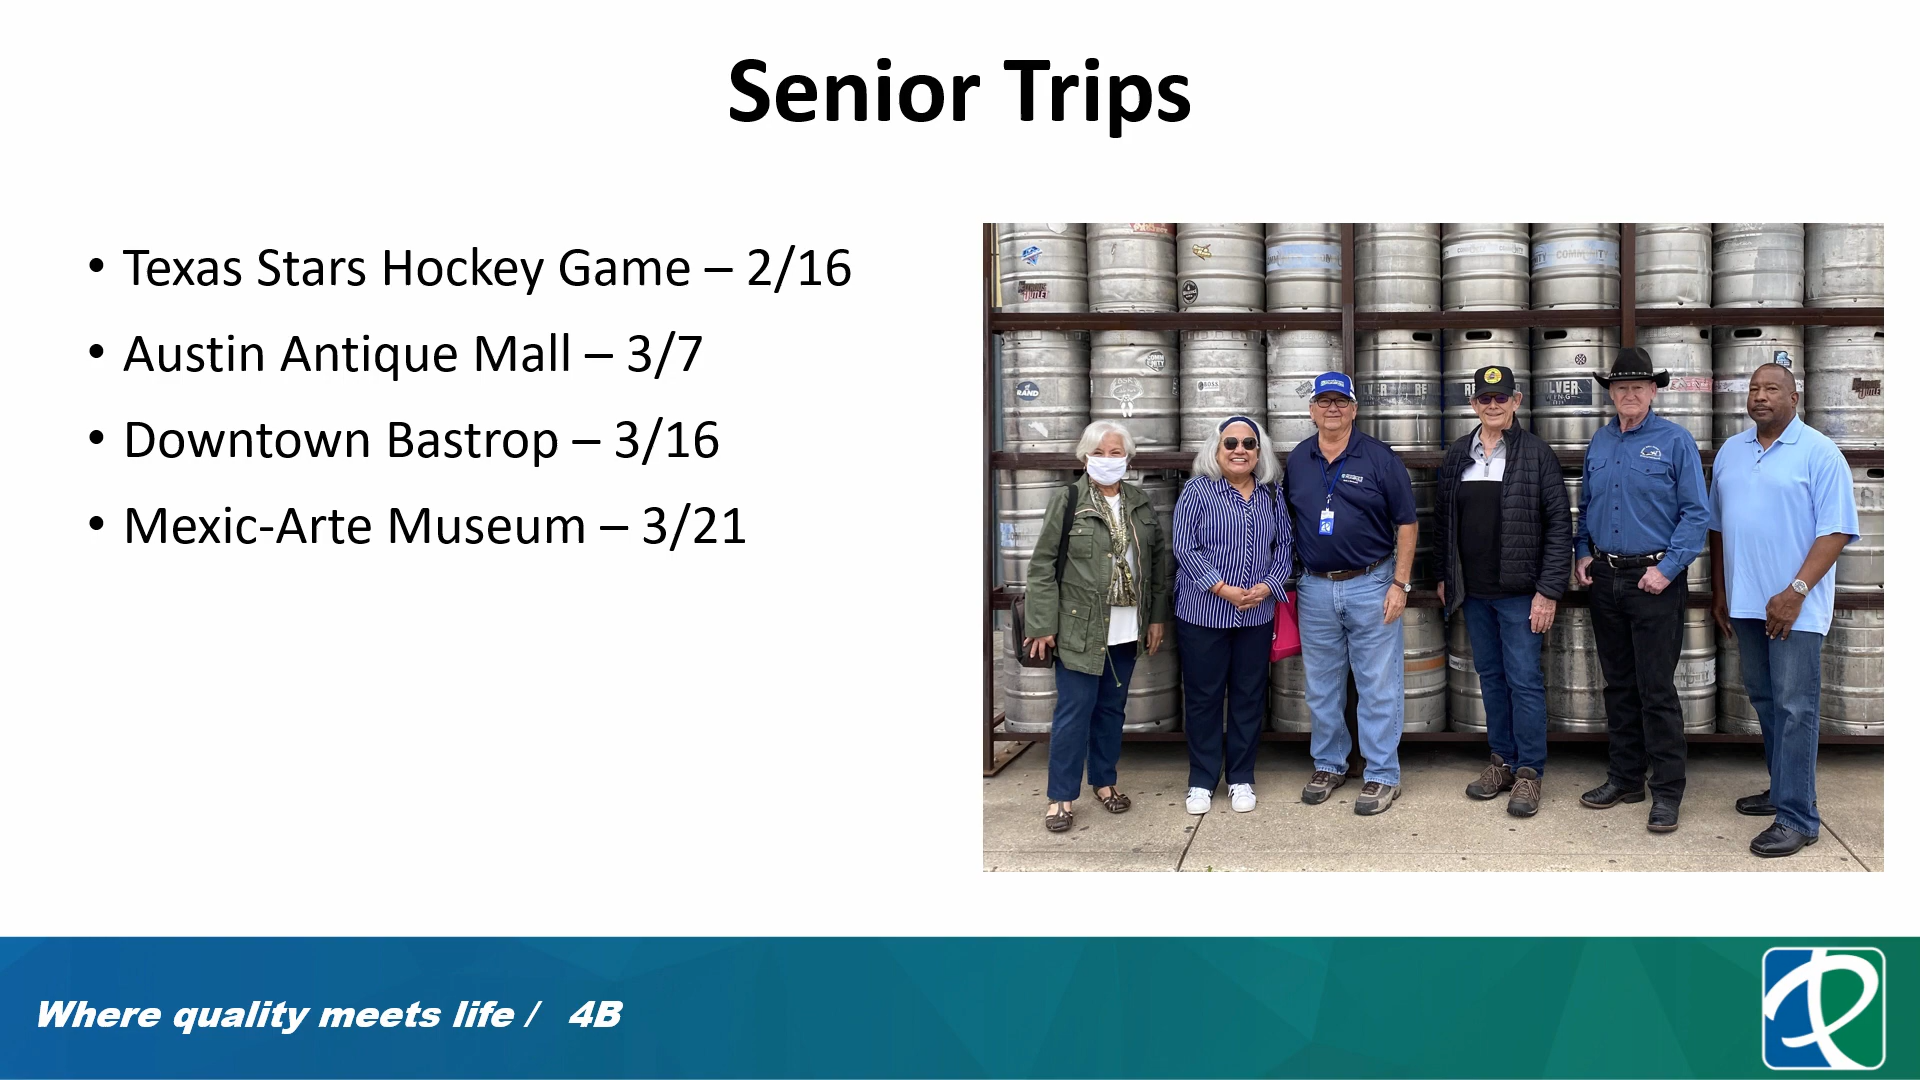 Senior Trips
• Texas Stars Hockey Game – 2/16
• Austin Antique Mall – 3/7
• Downtown Bastrop – 3/16
• Mexic-Arte Museum – 3/21
COMMUNITY
Where quality meets life / 4B